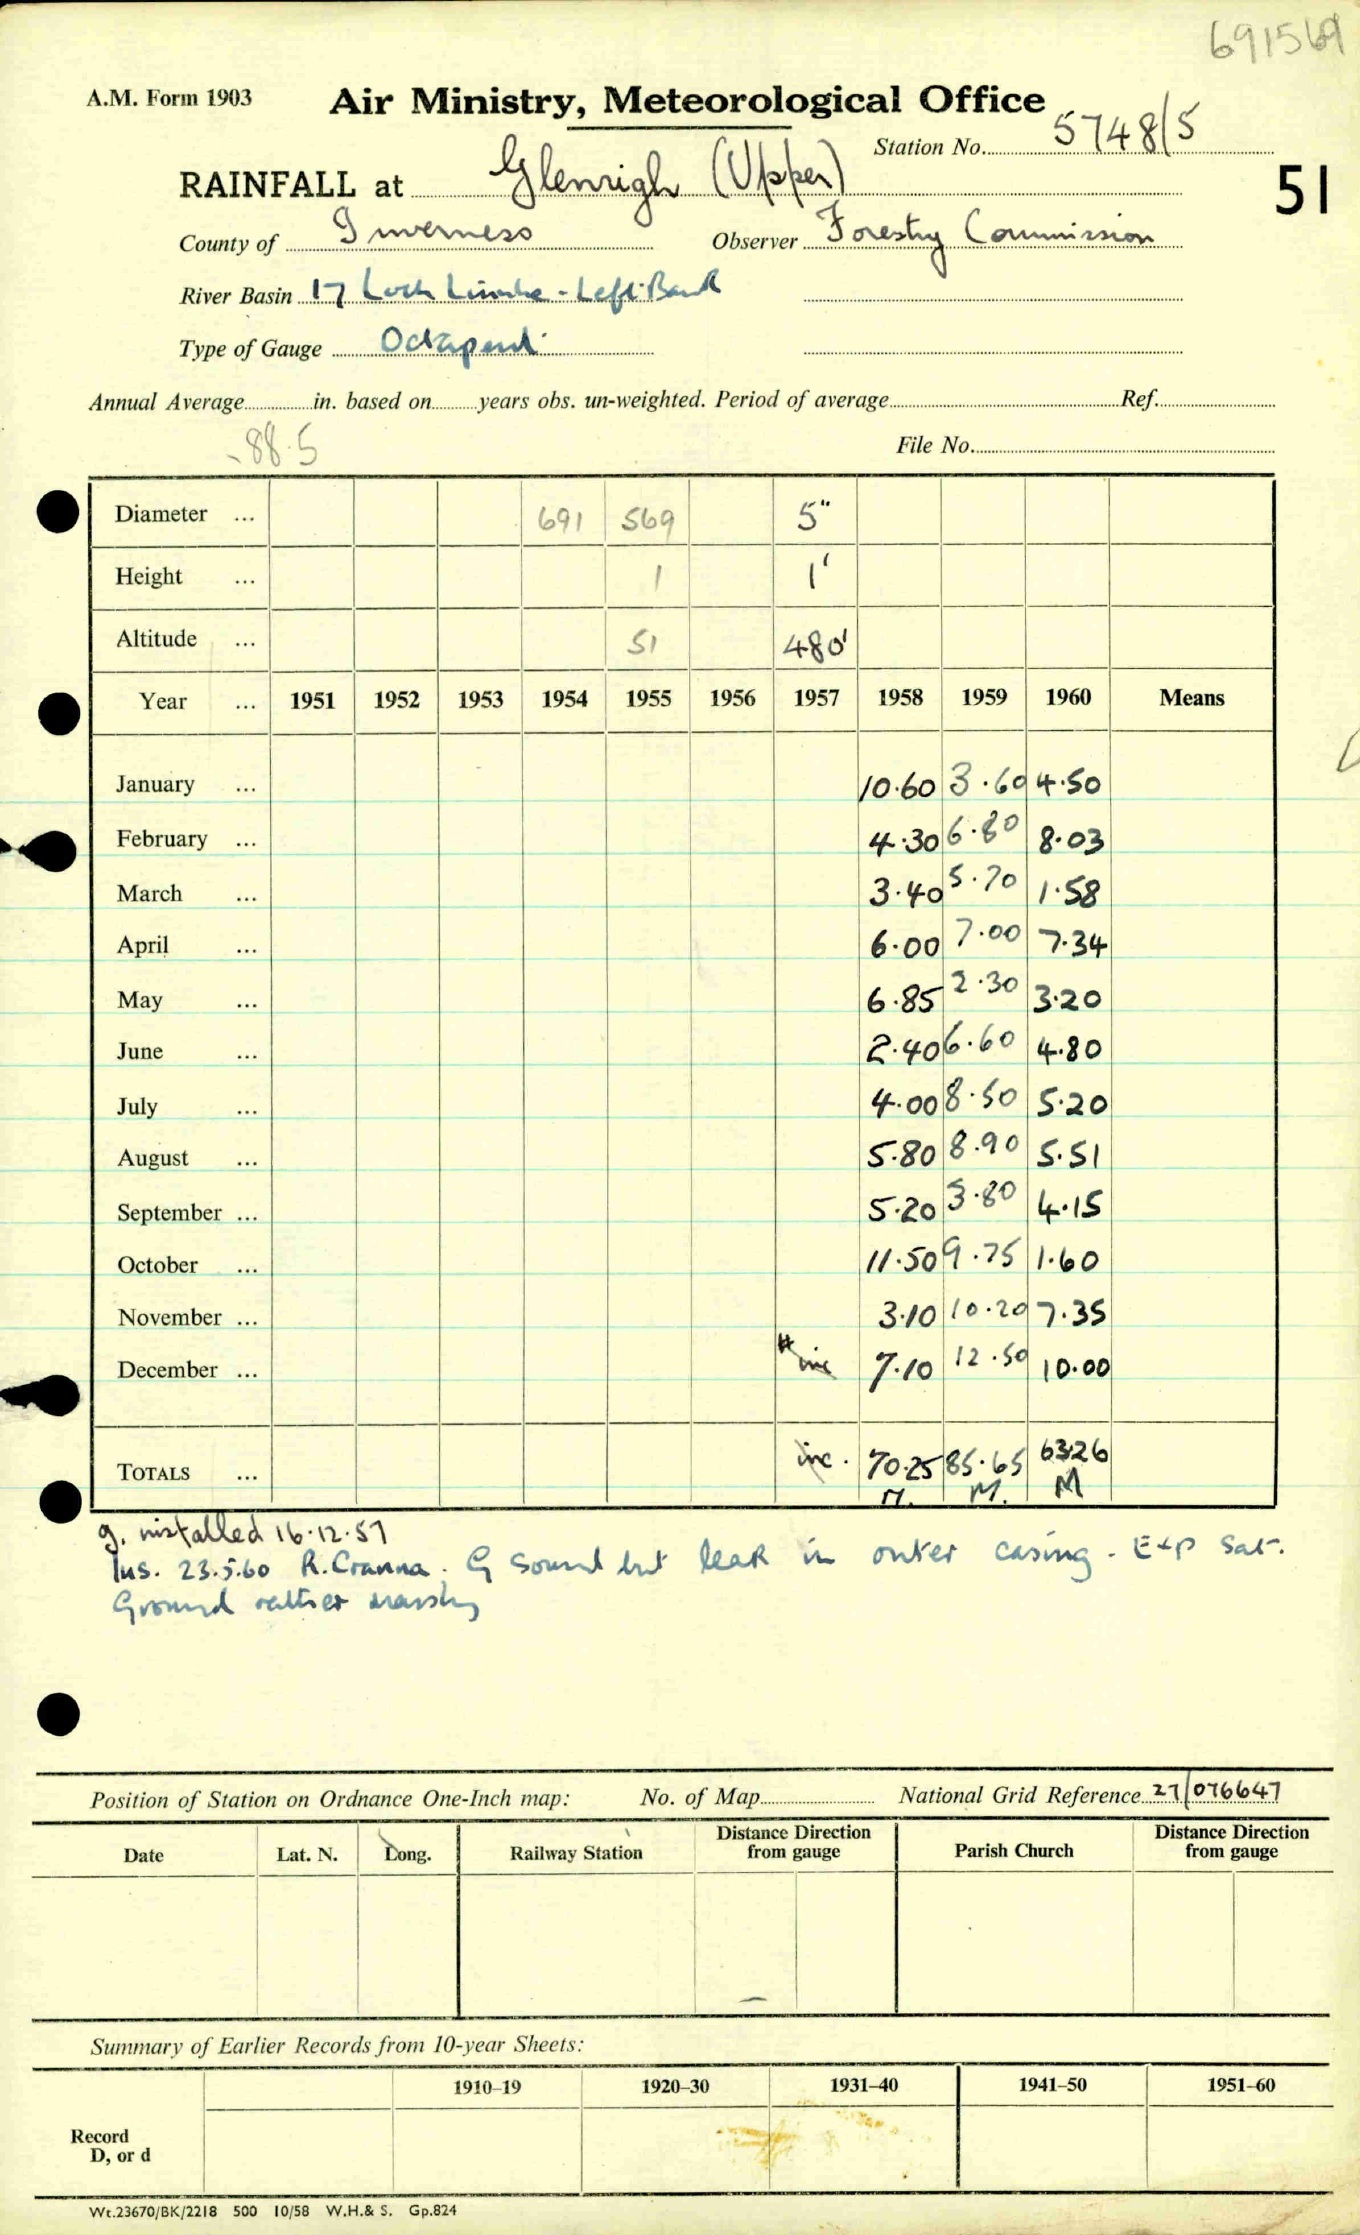 691569
A.M. Form 1903 Air Ministry, Meteorological Office
Station No. 5748/5
RAINFALL at Glenrigh (Upper) 51
County of Inverness Observer Forestry Commission
River Basin 17 Loch Linnhe - Left Bank
Type of Gauge Octapent
Annual Average in. based on years obs. un-weighted. Period of average Ref.
88.5 File No.
Diameter ... 691 569 5"
Height ... 1 1'
Altitude ... 51 480'
Year ... 1951 1952 1953 1954 1955 1956 1957 1958 1959 1960 Means
January ... 10.60 3.60 4.50
February ... 4.30 6.80 8.03
March ... 3.40 5.70 1.58
April ... 6.00 7.00 7.34
May ... 6.85 2.30 3.20
June ... 2.40 6.60 4.80
July ... 4.00 8.50 5.20
August ... 5.80 8.90 5.51
September ... 5.20 3.80 4.15
October ... 11.50 9.75 1.60
November ... 3.10 10.20 7.35
December ... inc 7.10 12.50 10.00
TOTALS ... inc. 70.25 85.65 63.26
M. M. M
g. installed 16.12.57
Ins. 23.5.60 R. Cranna. G sound but leak in outer casing. Exp Sat.
Ground rather marshy
Position of Station on Ordnance One-Inch map: No. of Map National Grid Reference 27/076647
Date Lat. N. Long. Railway Station Distance Direction from gauge Parish Church Distance Direction from gauge
Summary of Earlier Records from 10-year Sheets:
1910-19 1920-30 1931-40 1941-50 1951-60
Record
D, or d
Wt.23670/BK/2218 500 10/58 W.H.& S. Gp.824